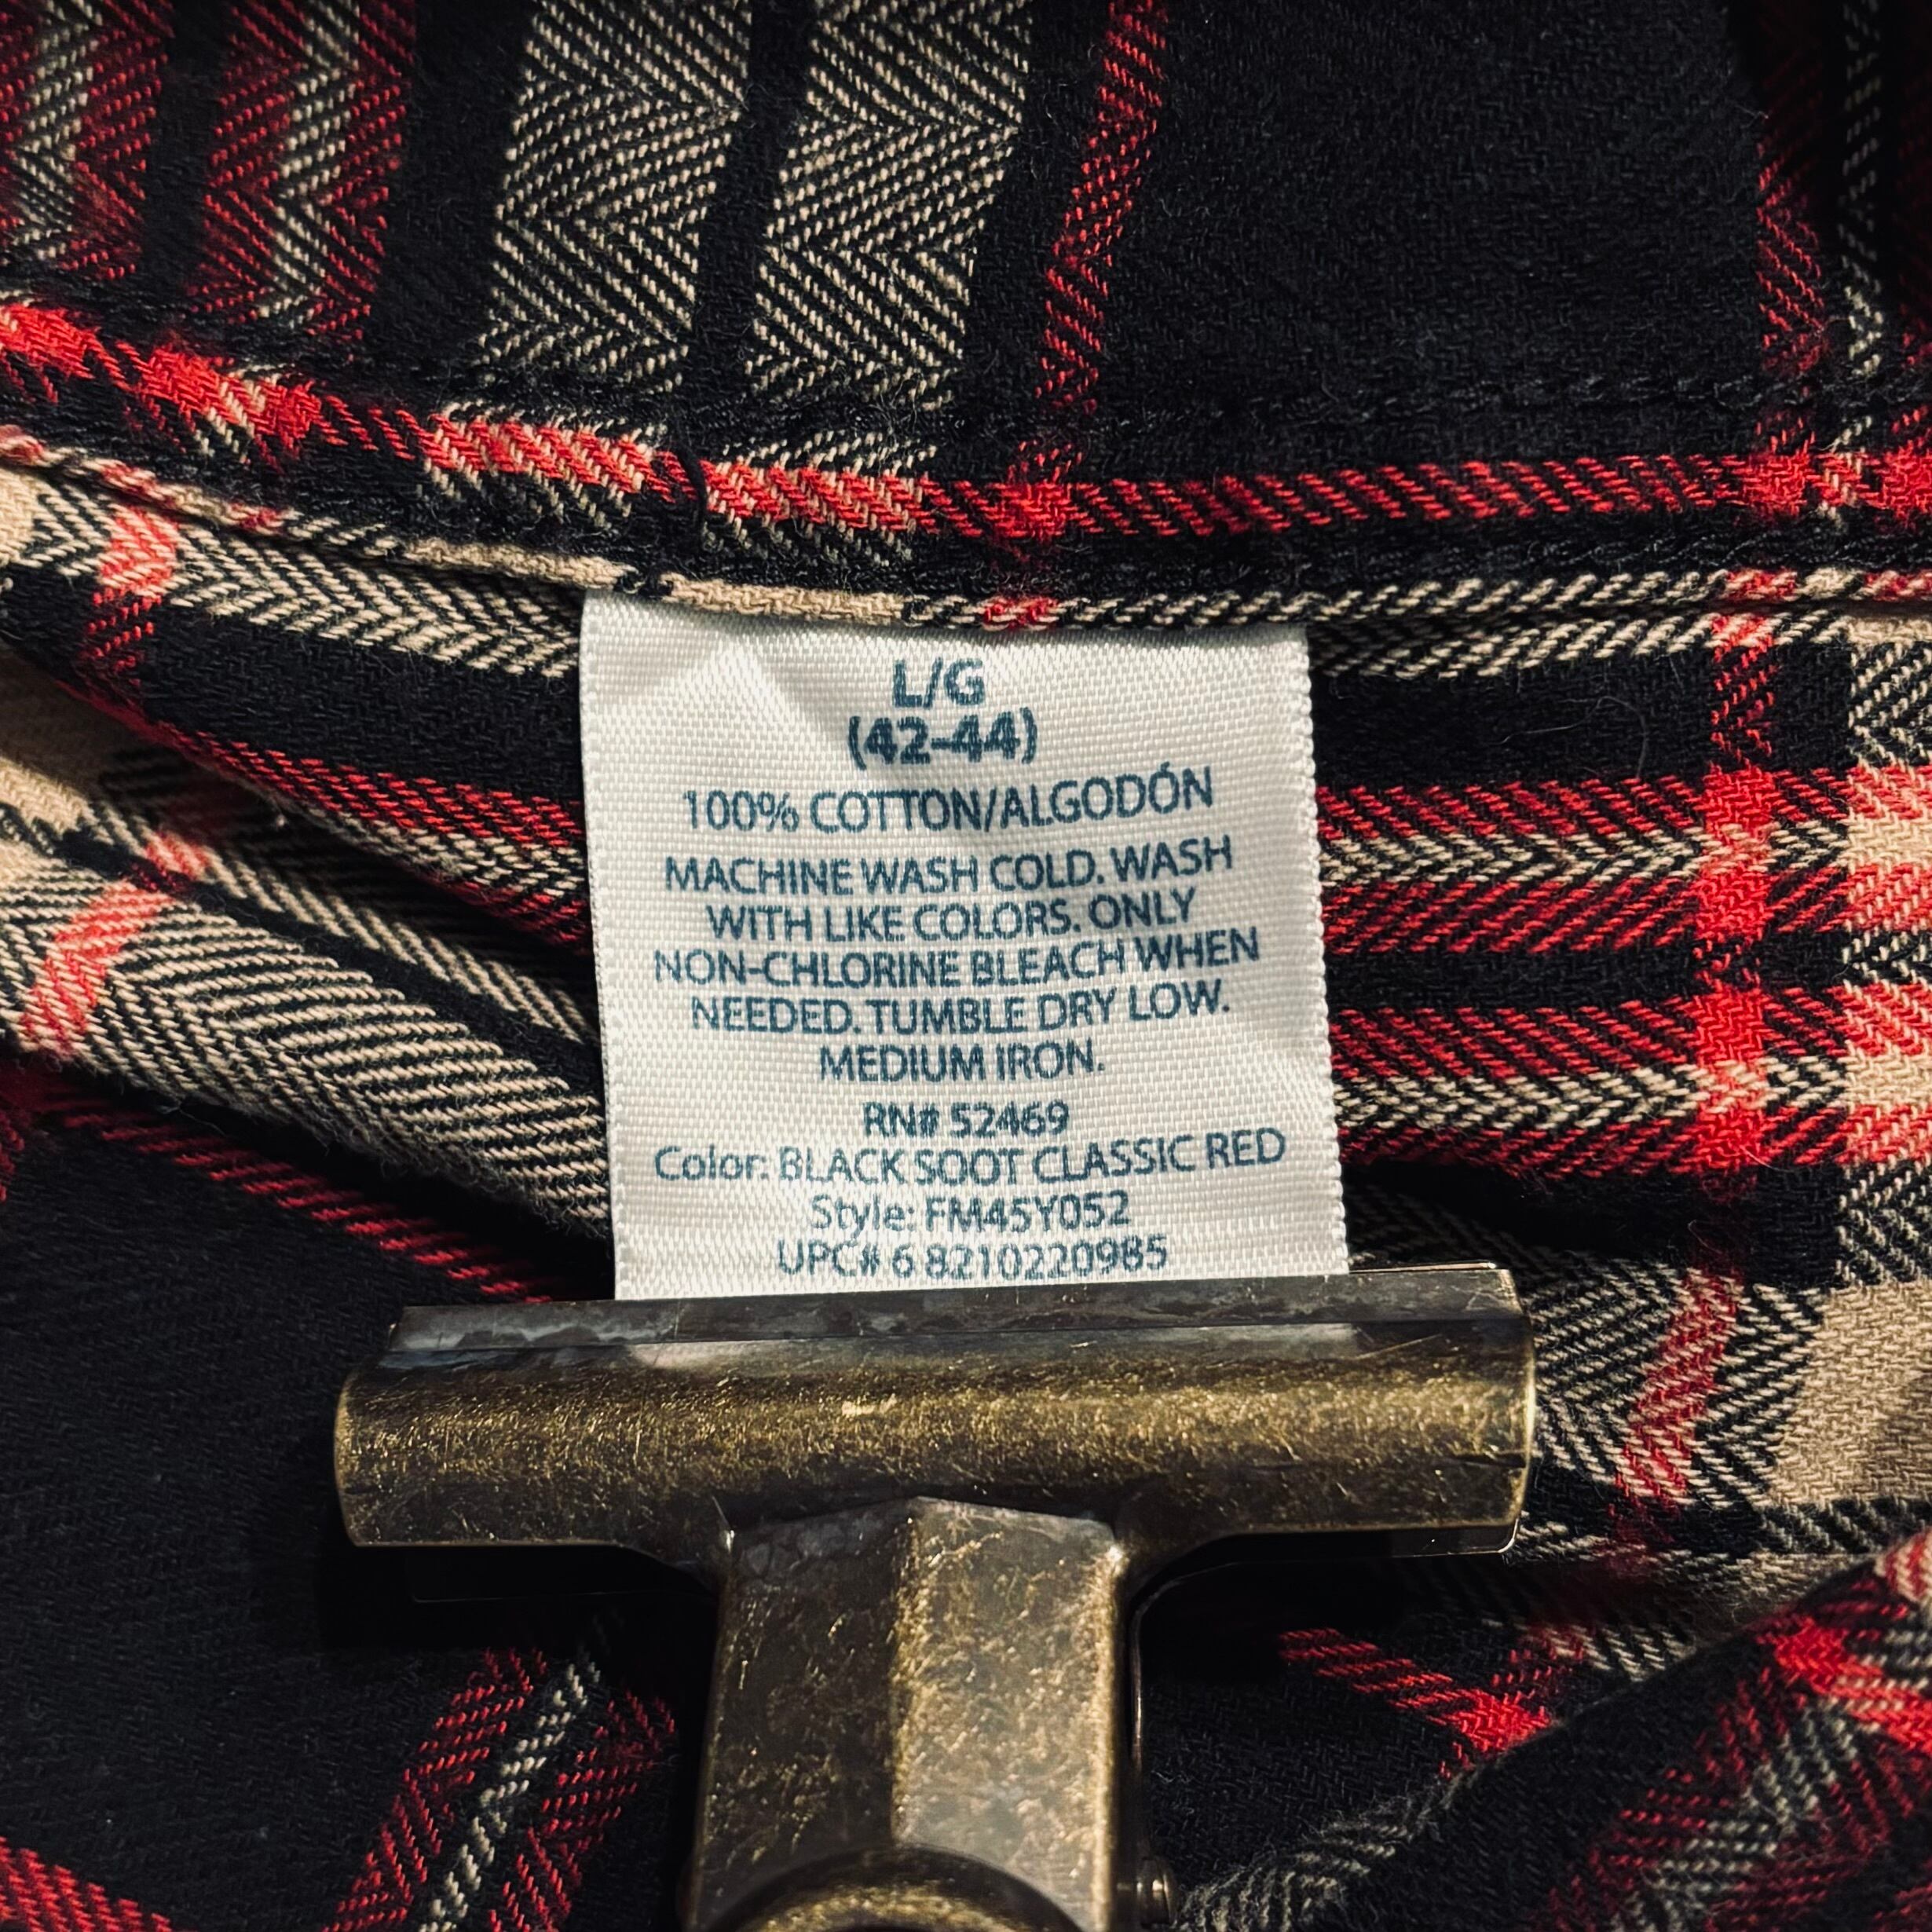 L/G
(42-44)
100% COTTON/ALGODÓN
MACHINE WASH COLD. WASH
WITH LIKE COLORS. ONLY
NON-CHLORINE BLEACH WHEN
NEEDED. TUMBLE DRY LOW.
MEDIUM IRON.
RN# 52469
Color: BLACK SOOT CLASSIC RED
Style: FM45Y052
UPC# 6 8210220985